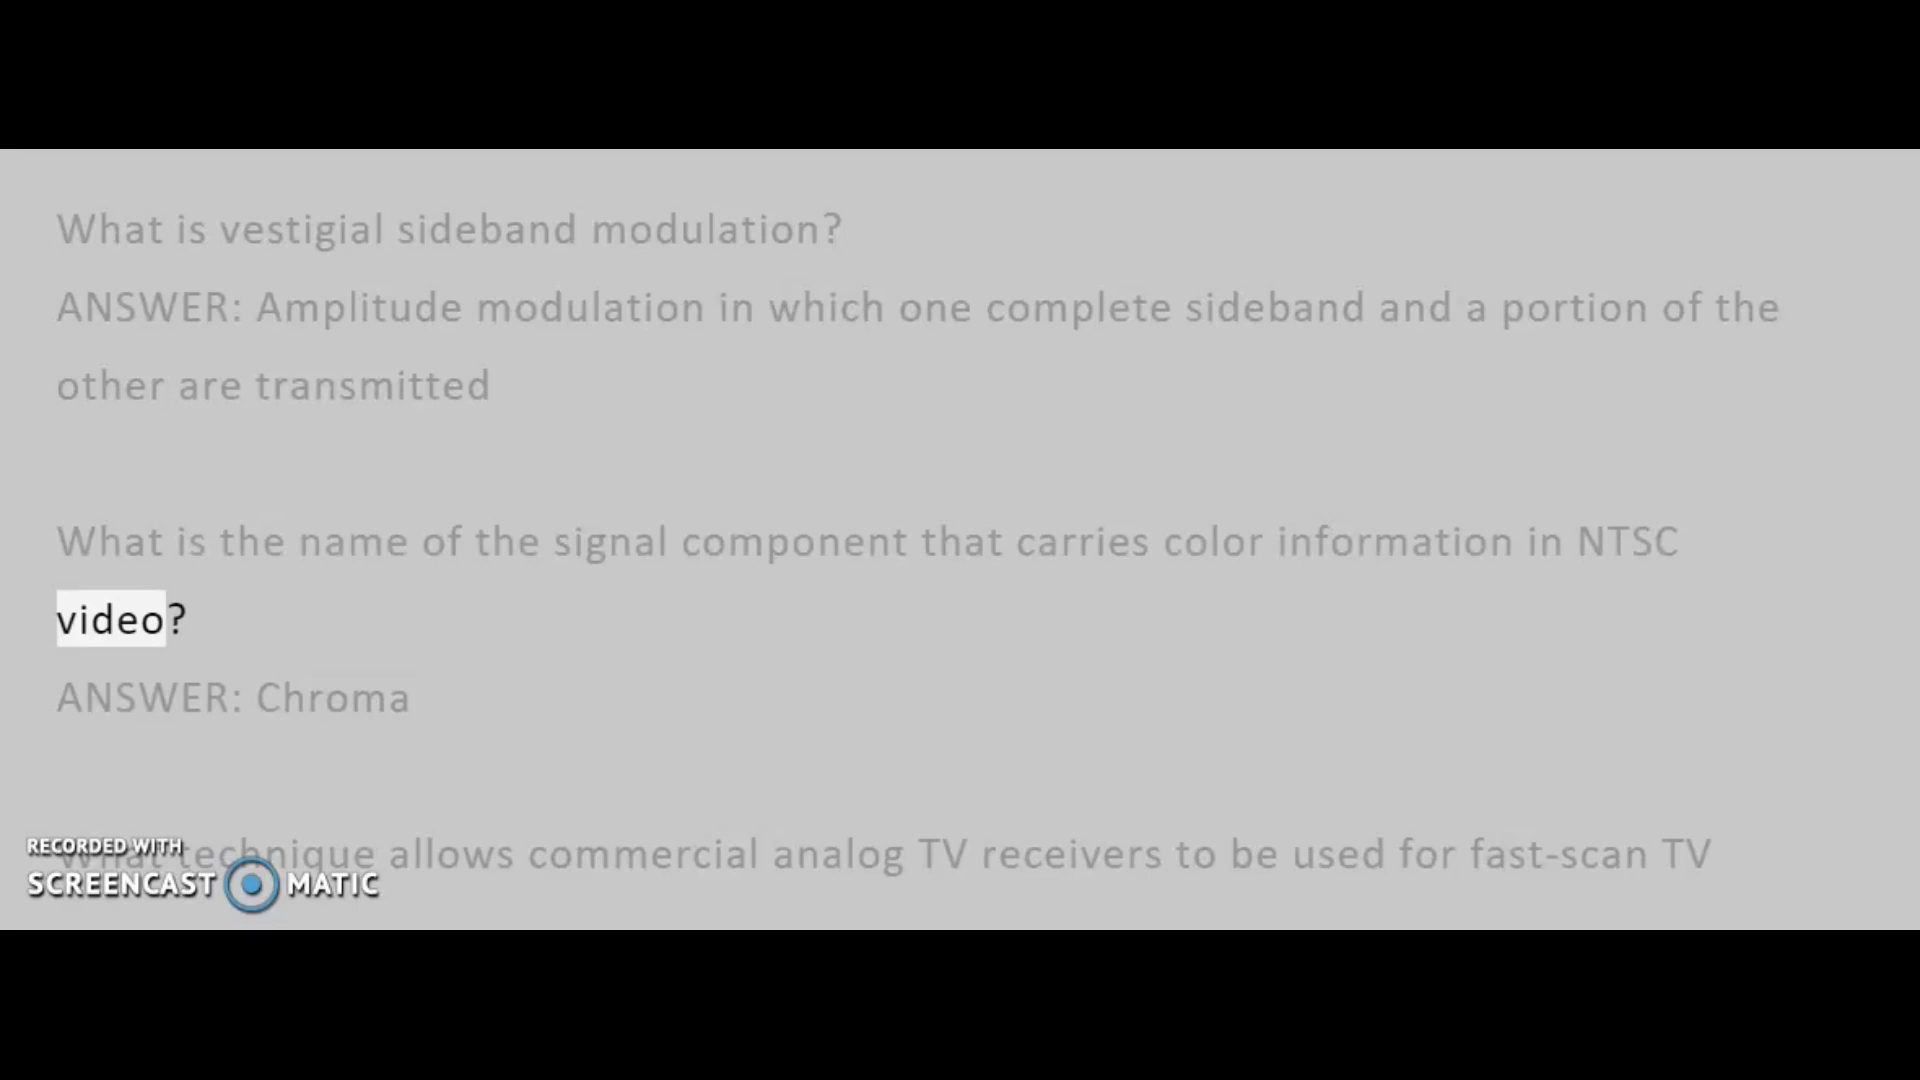 What is vestigial sideband modulation?
ANSWER: Amplitude modulation in which one complete sideband and a portion of the
other are transmitted
What is the name of the signal component that carries color information in NTSC
video?
ANSWER: Chroma
What technique allows commercial analog TV receivers to be used for fast-scan TV
RECORDED WITH
SCREENCAST MATIC